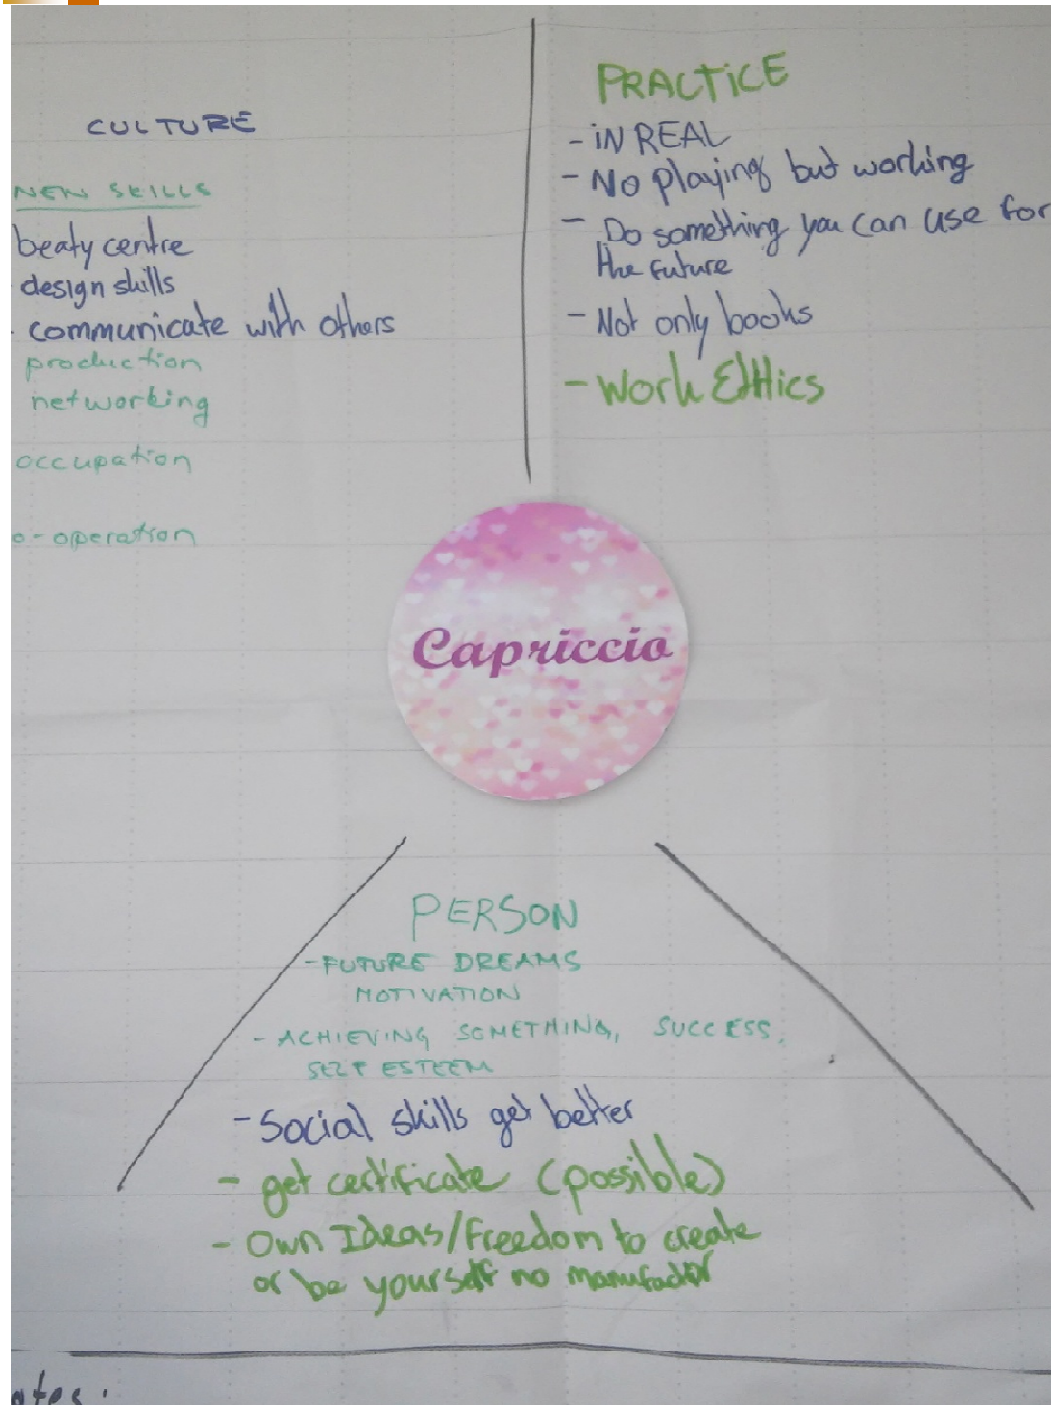 CULTURE
NEW SKILLS
beaty centre
design skills
communicate with others
production
networking
occupation
o-operation
PRACTICE
- iN REAL
- No playing but working
- Do something you can use for
the future
- Not only books
- Work Ethics
Capriccio
PERSON
- FUTURE DREAMS
MOTIVATION
- ACHIEVING SOMETHING, SUCCESS,
SELF ESTEEM
- Social skills get better
- get certificate (possible)
- Own Ideas/Freedom to create
or be yourself no
otes: